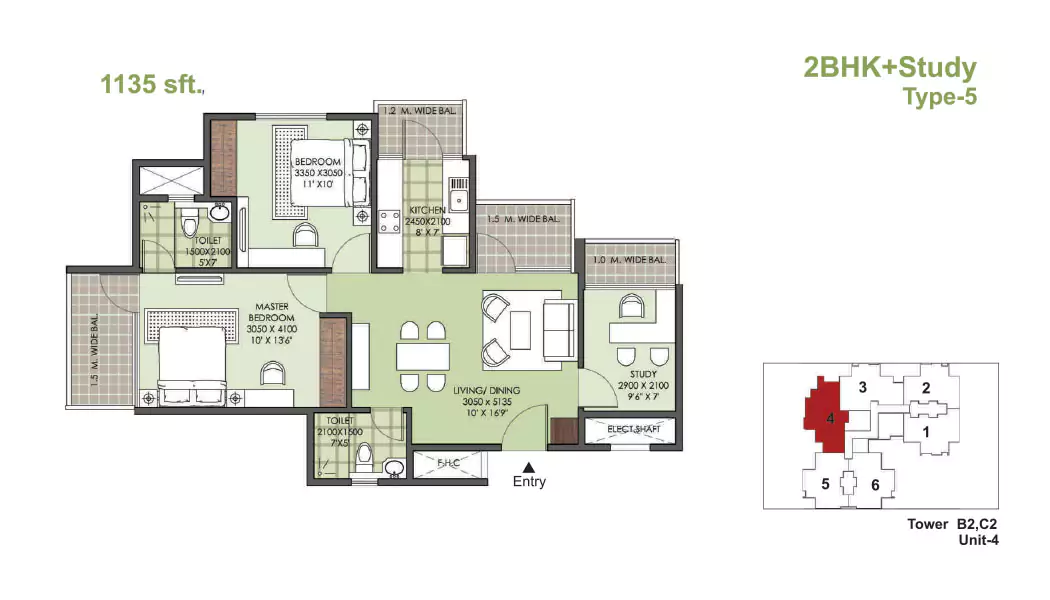 2BHK+Study
Type-5
1135 sft.,
1.2 M. WIDE BAL.
BEDROOM
3350 X3050
11' X10'
KITCHEN
2450X2100
8' X 7'
1.5 M. WIDE BAL.
1.0 M. WIDE BAL.
TOILET
1500X2100
5'X7'
1.5 M. WIDE BAL.
MASTER
BEDROOM
3050 X 4100
10' X 13'6"
STUDY
2900 X 2100
9'6" X 7'
LIVING/ DINING
3050 x 5135
10' X 16'9"
TOILET
2100X1500
7'X5'
ELECT.SHAFT
F.H.C
Entry
3
2
4
1
5
6
Tower B2,C2
Unit-4